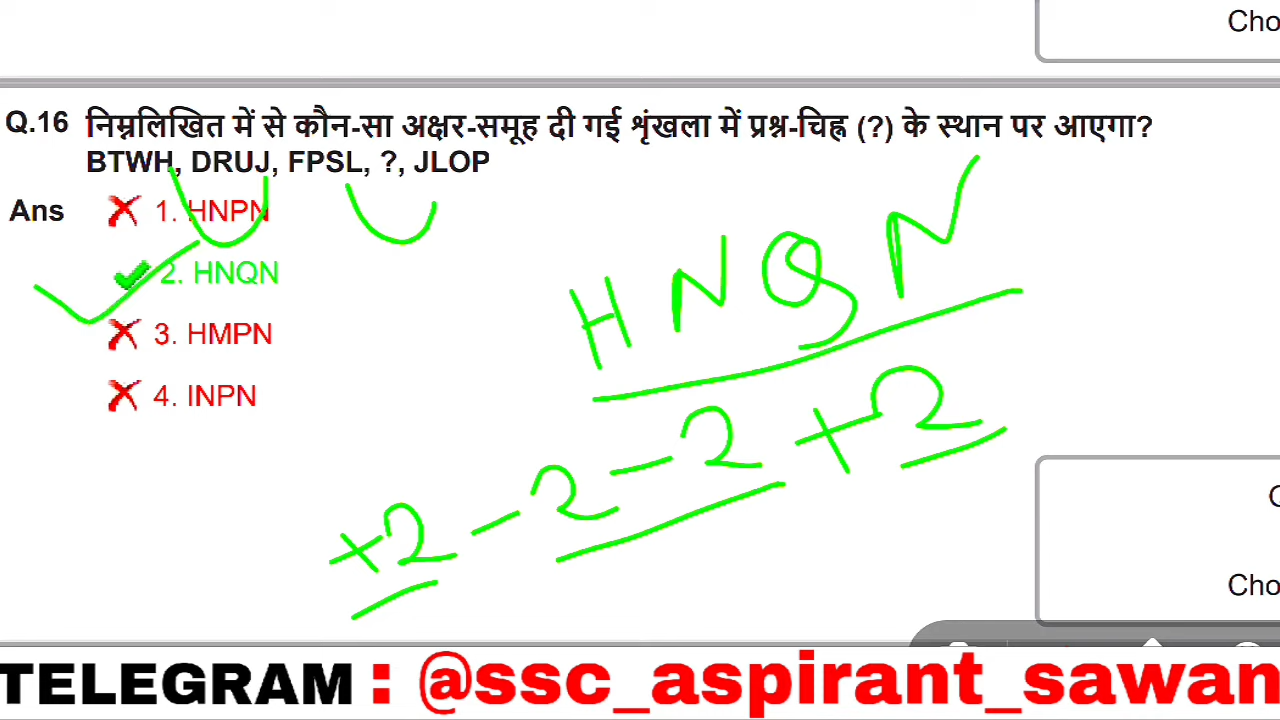 Cho
Q.16 निम्नलिखित में से कौन-सा अक्षर-समूह दी गई शृंखला में प्रश्न-चिह्न (?) के स्थान पर आएगा?
BTWH, DRUJ, FPSL, ?, JLOP
Ans 1. HNPN
2. HNQN
3. HMPN
4. INPN
HNQN
+2 -2 -2 +2
C
Cho
TELEGRAM : @ssc_aspirant_sawan